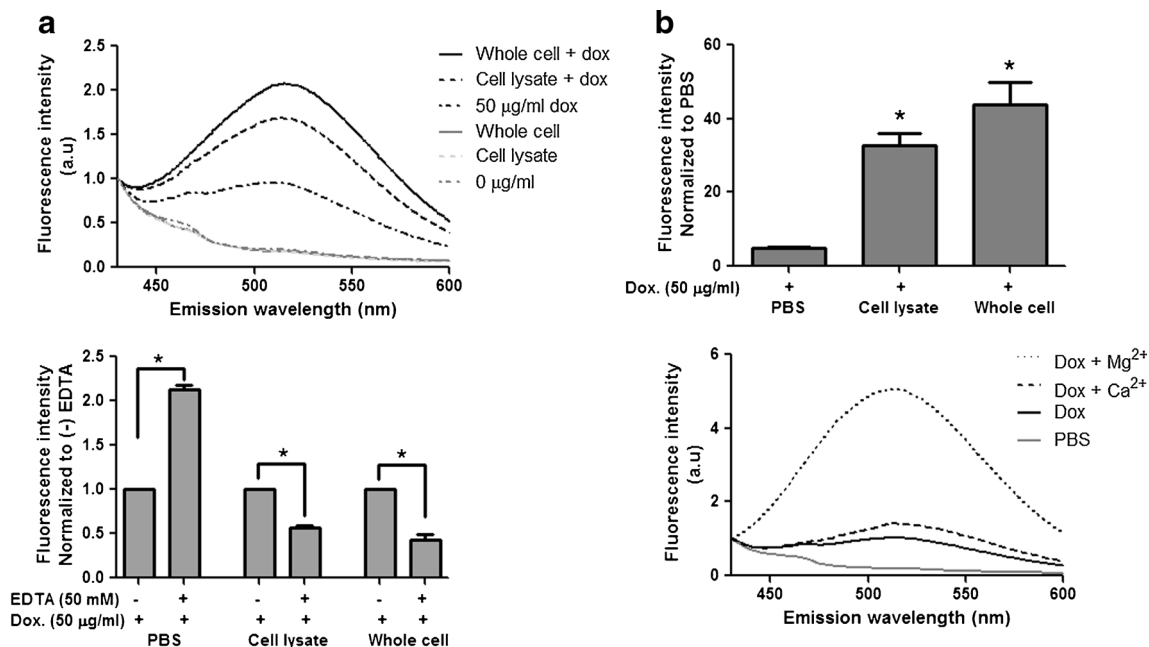 a
Fluorescence intensity
(a.u)
2.5
2.0
1.5
1.0
0.5
0.0
450
500
550
600
Emission wavelength (nm)
Whole cell + dox
Cell lysate + dox
50 µg/ml dox
Whole cell
Cell lysate
0 µg/ml
b
Fluorescence intensity
Normalized to PBS
60
40
20
0
*
*
Dox. (50 µg/ml) + + +
PBS Cell lysate Whole cell
Fluorescence intensity
Normalized to (-) EDTA
2.5
2.0
1.5
1.0
0.5
0.0
*
*
*
EDTA (50 mM) - + - + - +
Dox. (50 µg/ml) + + + + + +
PBS Cell lysate Whole cell
Fluorescence intensity
(a.u)
6
4
2
0
450
500
550
600
Emission wavelength (nm)
Dox + Mg2+
Dox + Ca2+
Dox
PBS